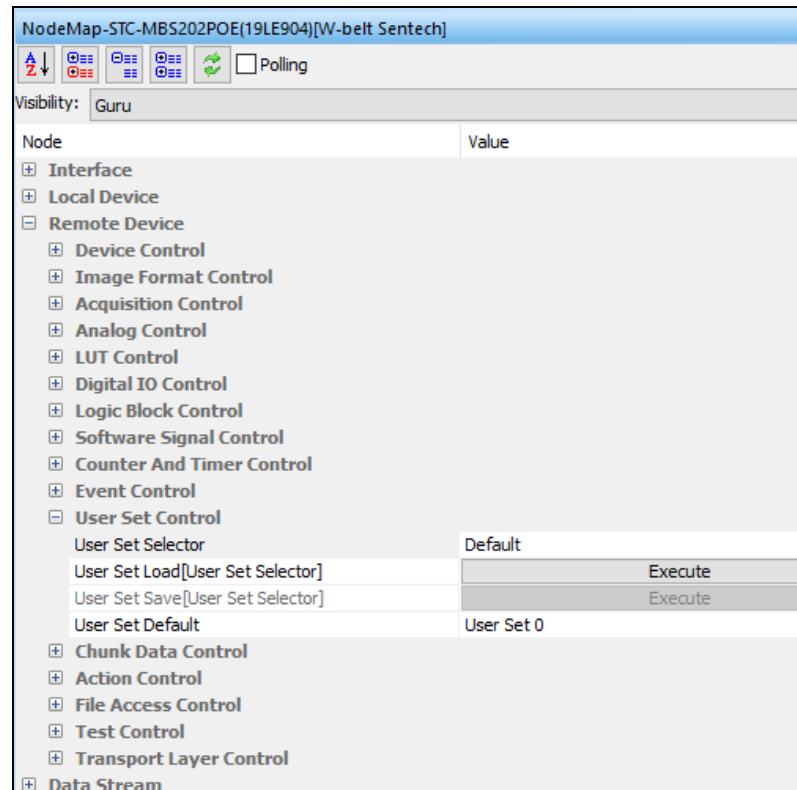 NodeMap-STC-MBS202POE(19LE904)[W-belt Sentech]
Polling
Visibility: Guru
Node Value
Interface
Local Device
Remote Device
Device Control
Image Format Control
Acquisition Control
Analog Control
LUT Control
Digital IO Control
Logic Block Control
Software Signal Control
Counter And Timer Control
Event Control
User Set Control
User Set Selector Default
User Set Load[User Set Selector] Execute
User Set Save[User Set Selector] Execute
User Set Default User Set 0
Chunk Data Control
Action Control
File Access Control
Test Control
Transport Layer Control
Data Stream